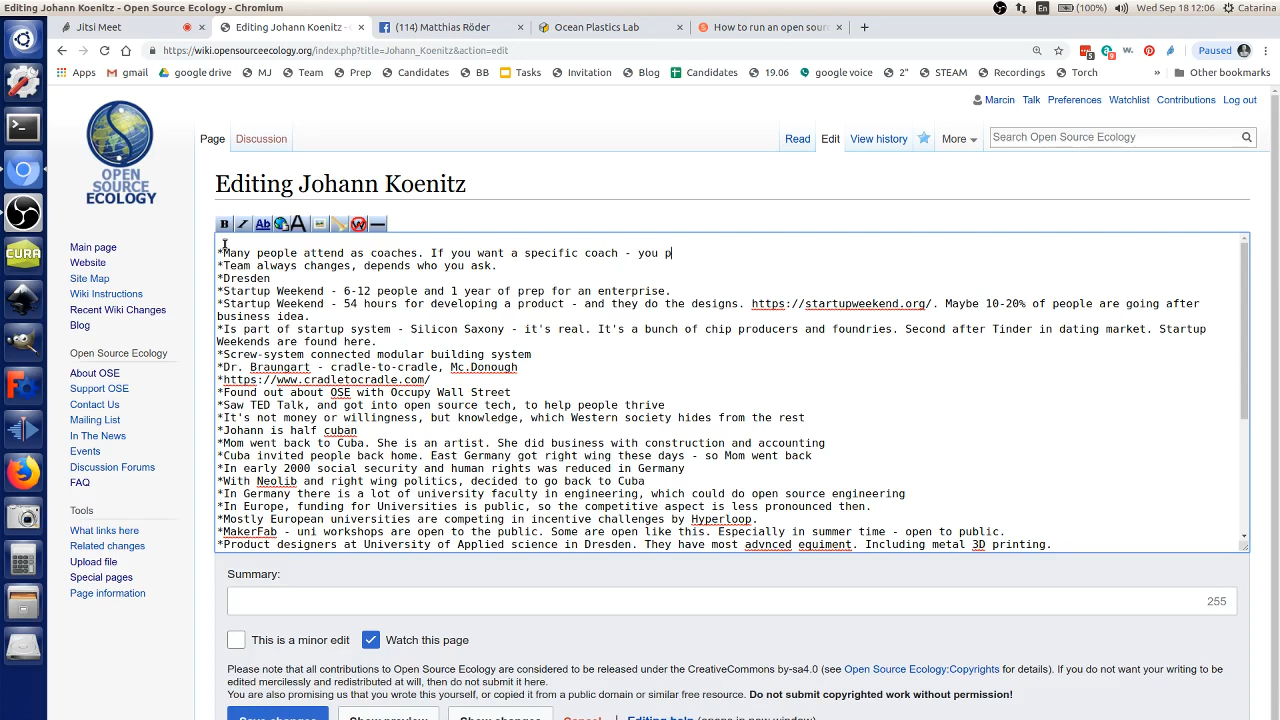 Editing Johann Koenitz - Open Source Ecology - Chromium
En (100%) Wed Sep 18 12:06 Catarina
Jitsi Meet
Editing Johann Koenitz -
(114) Matthias Röder
Ocean Plastics Lab
How to run an open sour
https://wiki.opensourceecology.org/index.php?title=Johann_Koenitz&action=edit
Paused
Apps gmail google drive MJ Team Prep Candidates BB Tasks Invitation Blog Candidates 19.06 google voice 2" STEAM Recordings Torch » Other bookmarks
Marcin Talk Preferences Watchlist Contributions Log out
Page Discussion Read Edit View history More Search Open Source Ecology
OPEN
SOURCE
ECOLOGY
Editing Johann Koenitz
*Many people attend as coaches. If you want a specific coach - you p
*Team always changes, depends who you ask.
*Dresden
*Startup Weekend - 6-12 people and 1 year of prep for an enterprise.
*Startup Weekend - 54 hours for developing a product - and they do the designs. https://startupweekend.org/. Maybe 10-20% of people are going after
business idea.
*Is part of startup system - Silicon Saxony - it's real. It's a bunch of chip producers and foundries. Second after Tinder in dating market. Startup
Weekends are found here.
*Screw-system connected modular building system
*Dr. Braungart - cradle-to-cradle, Mc.Donough
*https://www.cradletocradle.com/
*Found out about OSE with Occupy Wall Street
*Saw TED Talk, and got into open source tech, to help people thrive
*It's not money or willingness, but knowledge, which Western society hides from the rest
*Johann is half cuban
*Mom went back to Cuba. She is an artist. She did business with construction and accounting
*Cuba invited people back home. East Germany got right wing these days - so Mom went back
*In early 2000 social security and human rights was reduced in Germany
*With Neolib and right wing politics, decided to go back to Cuba
*In Germany there is a lot of university faculty in engineering, which could do open source engineering
*In Europe, funding for Universities is public, so the competitive aspect is less pronounced then.
*Mostly European universities are competing in incentive challenges by Hyperloop.
*MakerFab - uni workshops are open to the public. Some are open like this. Especially in summer time - open to public.
*Product designers at University of Applied science in Dresden. They have most advnced equiment. Including metal 3D printing.
Main page
Website
Site Map
Wiki Instructions
Recent Wiki Changes
Blog
Open Source Ecology
About OSE
Support OSE
Contact Us
Mailing List
In The News
Events
Discussion Forums
FAQ
Tools
What links here
Related changes
Upload file
Special pages
Page information
CURA
Summary:
255
This is a minor edit Watch this page
Please note that all contributions to Open Source Ecology are considered to be released under the CreativeCommons by-sa4.0 (see Open Source Ecology:Copyrights for details). If you do not want your writing to
be edited mercilessly and redistributed at will, then do not submit it here.
You are also promising us that you wrote this yourself, or copied it from a public domain or similar free resource. Do not submit copyrighted work without permission!
Save changes Show preview Show changes Cancel Editing help (opens in new window)